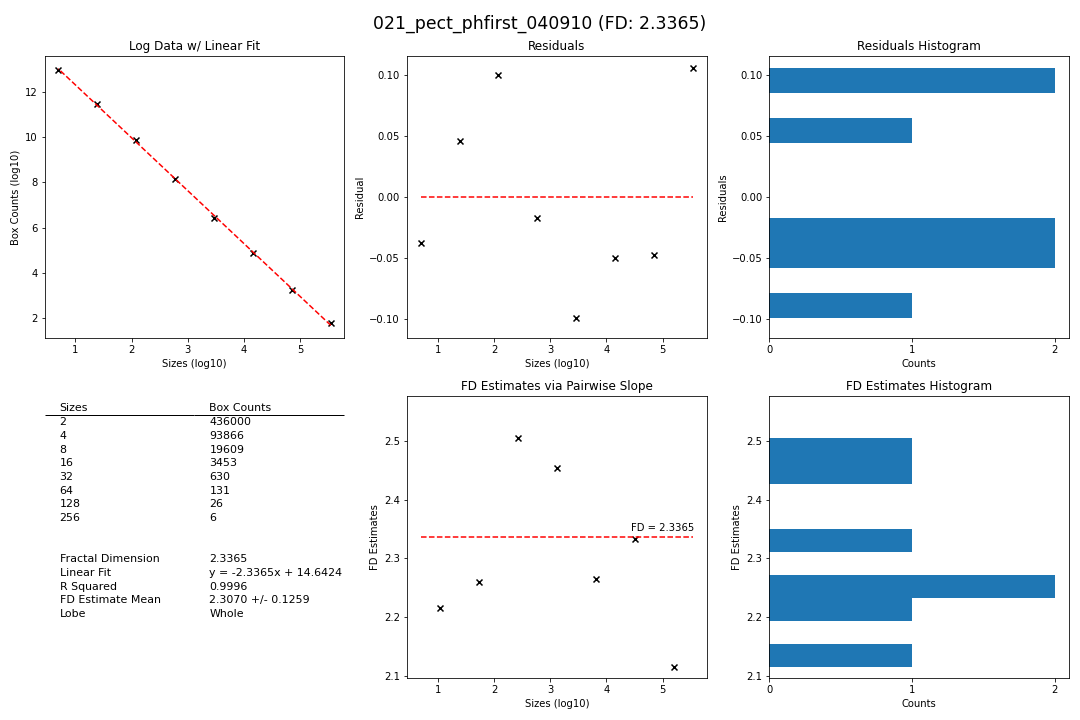 021_pect_phfirst_040910 (FD: 2.3365)
Log Data w/ Linear Fit
Box Counts (log10)
12
10
8
6
4
2
1 2 3 4 5
Sizes (log10)
Residuals
Residual
0.10
0.05
0.00
−0.05
−0.10
1 2 3 4 5
Sizes (log10)
Residuals Histogram
Residuals
0.10
0.05
0.00
−0.05
−0.10
0 1 2
Counts
Sizes Box Counts
2 436000
4 93866
8 19609
16 3453
32 630
64 131
128 26
256 6
Fractal Dimension 2.3365
Linear Fit y = -2.3365x + 14.6424
R Squared 0.9996
FD Estimate Mean 2.3070 +/- 0.1259
Lobe Whole
FD Estimates via Pairwise Slope
FD Estimates
2.5
2.4
2.3
2.2
2.1
FD = 2.3365
1 2 3 4 5
Sizes (log10)
FD Estimates Histogram
FD Estimates
2.5
2.4
2.3
2.2
2.1
0 1 2
Counts